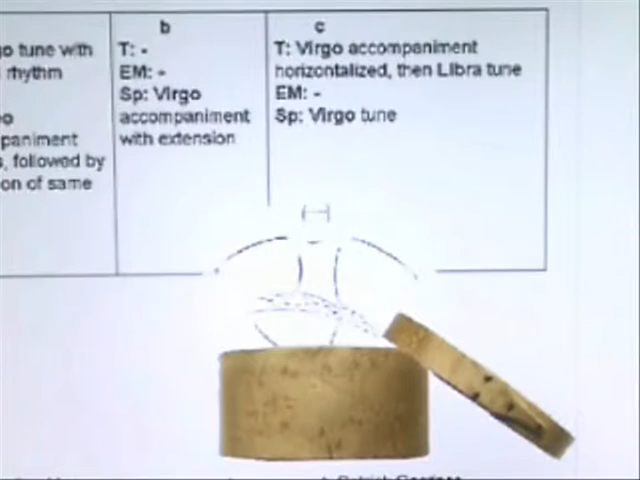 b
c
go tune with
rhythm
paniment
, followed by
on of same
T: -
EM: -
Sp: Virgo
accompaniment
with extension
T: Virgo accompaniment
horizontalized, then Libra tune
EM: -
Sp: Virgo tune